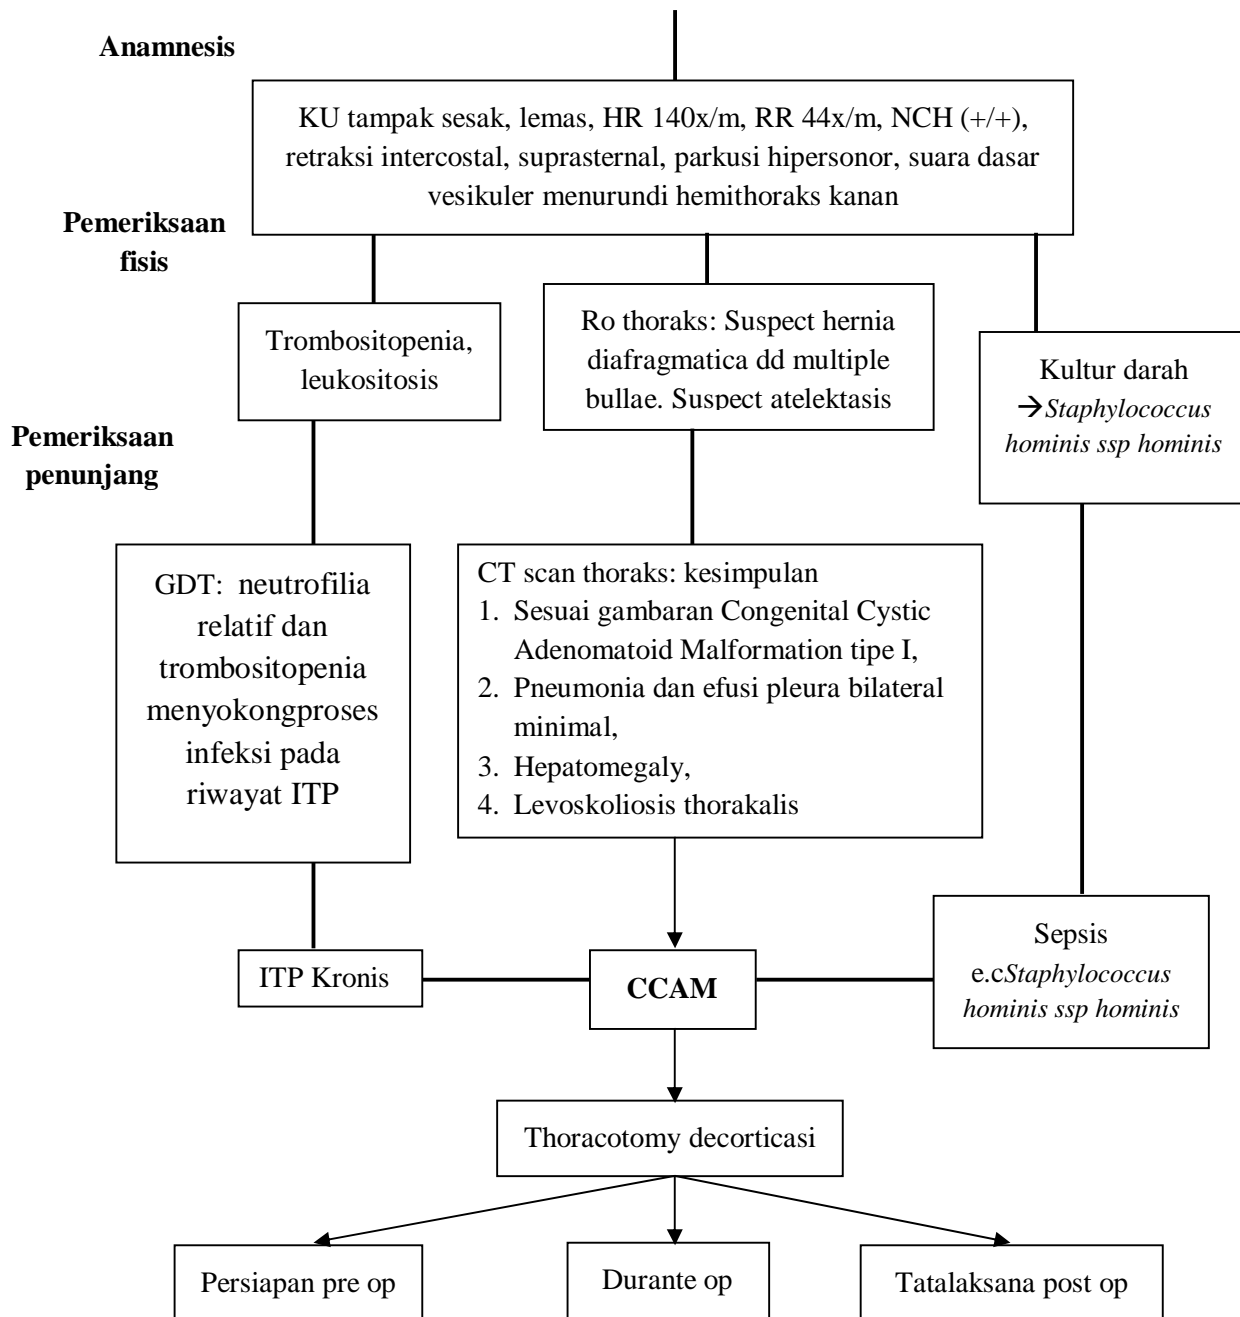 Anamnesis
KU tampak sesak, lemas, HR 140x/m, RR 44x/m, NCH (+/+),
retraksi intercostal, suprasternal, parkusi hipersonor, suara dasar
vesikuler menurundi hemithoraks kanan
Pemeriksaan
fisis
Trombositopenia,
leukositosis
Ro thoraks: Suspect hernia
diafragmatica dd multiple
bullae. Suspect atelektasis
Kultur darah
→Staphylococcus
hominis ssp hominis
Pemeriksaan
penunjang
GDT: neutrofilia
relatif dan
trombositopenia
menyokongproses
infeksi pada
riwayat ITP
CT scan thoraks: kesimpulan
1. Sesuai gambaran Congenital Cystic
Adenomatoid Malformation tipe I,
2. Pneumonia dan efusi pleura bilateral
minimal,
3. Hepatomegaly,
4. Levoskoliosis thorakalis
ITP Kronis
CCAM
Sepsis
e.cStaphylococcus
hominis ssp hominis
Thoracotomy decorticasi
Persiapan pre op
Durante op
Tatalaksana post op